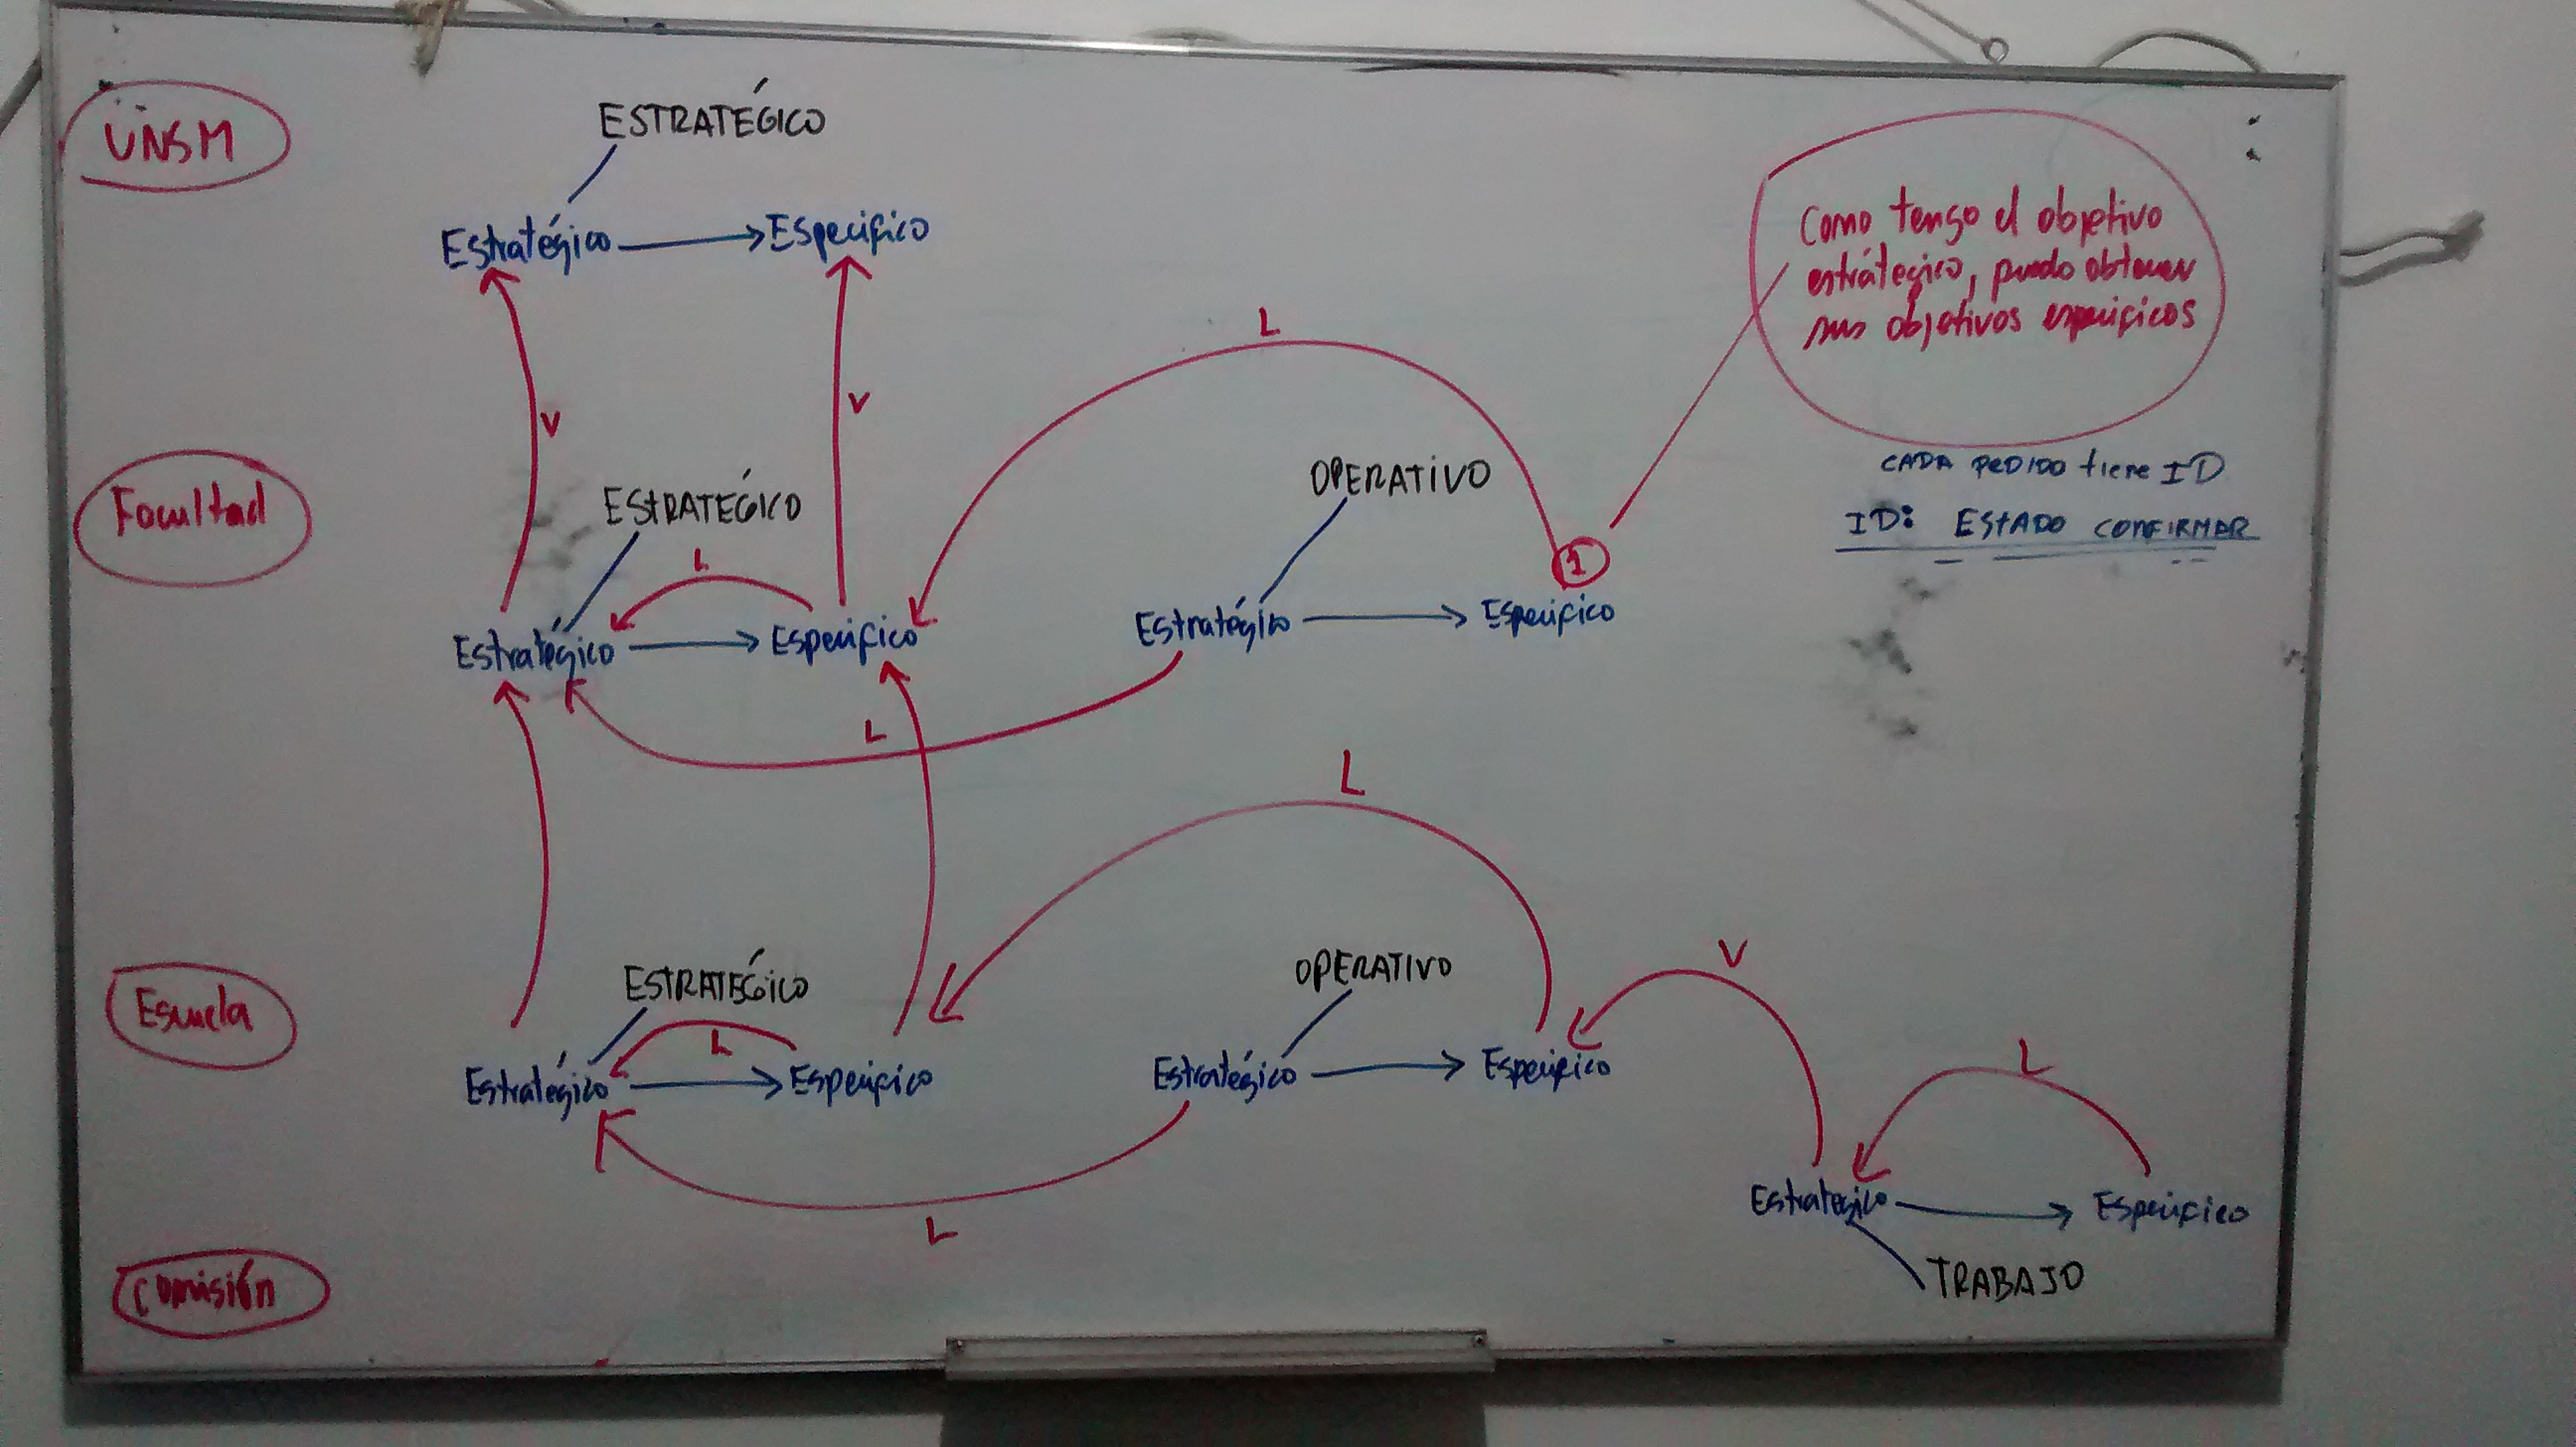 UNSM
ESTRATÉGICO
Estratégico
Específico
Como tengo el objetivo
estrátegico, puedo obtener
sus objetivos específicos
V
V
L
CADA PEDIDO tiene ID
ID: ESTADO CONFIRMAR
Facultad
ESTRATÉGICO
OPERATIVO
L
1
Estratégico
Específico
Estratégico
Específico
L
L
Escuela
ESTRATÉGICO
OPERATIVO
V
L
Estratégico
Específico
Estratégico
Específico
L
L
Estrategico
Específico
TRABAJO
Comisión